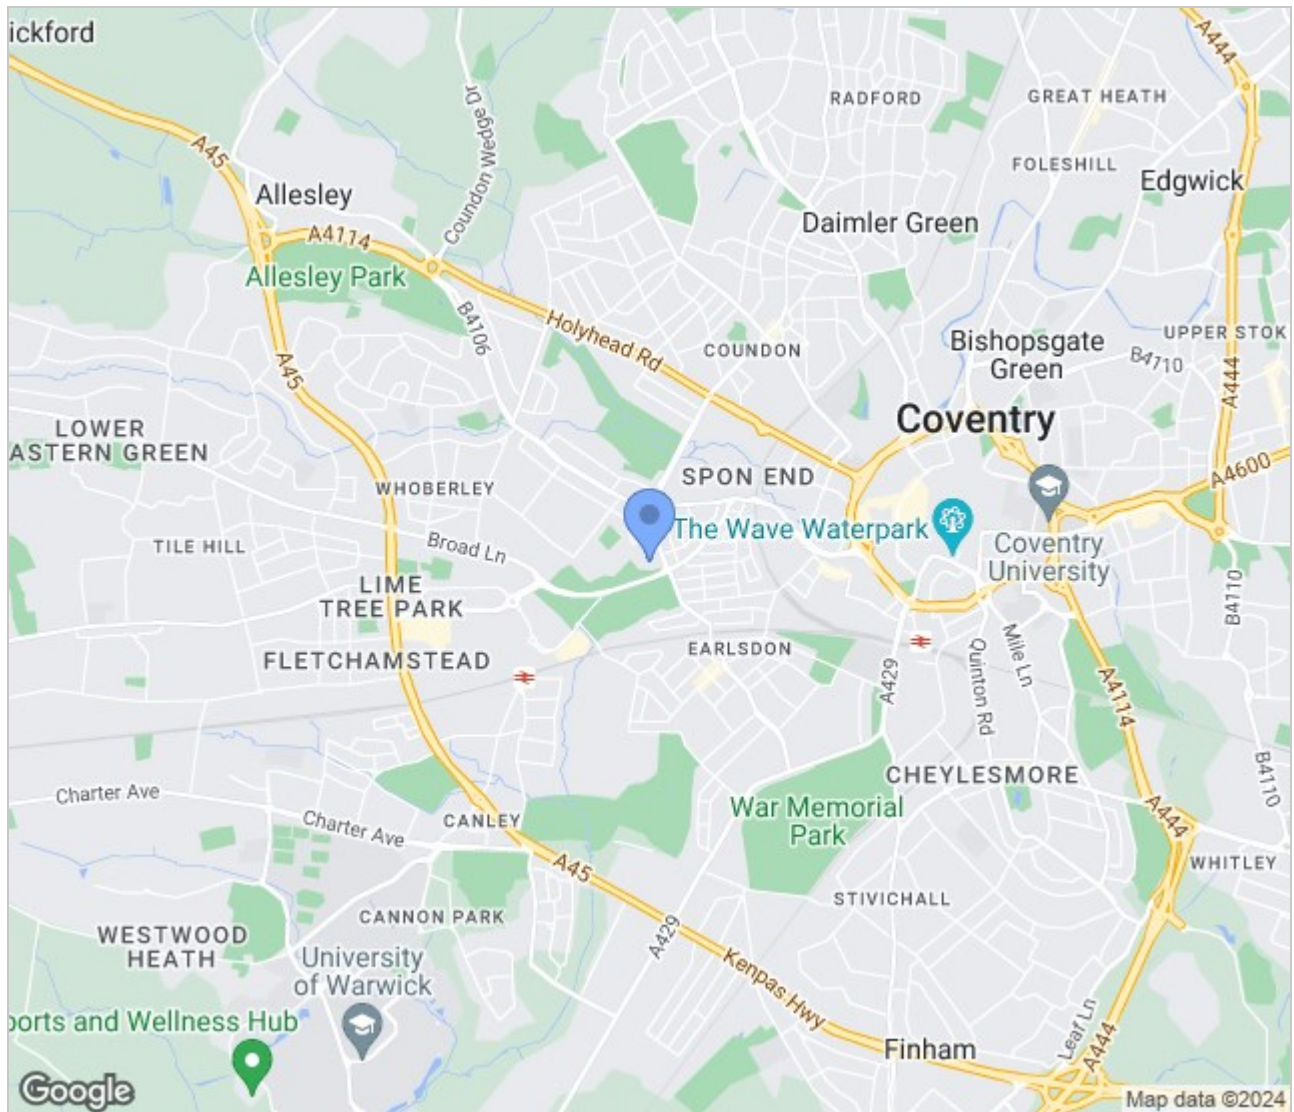 ickford
A444
RADFORD
GREAT HEATH
Coundon Wedge Dr
A45
FOLESHILL
Allesley
Edgwick
Daimler Green
A4114
Allesley Park
B4106
Holyhead Rd
COUNDON
Bishopsgate
Green
UPPER STOK
B4710
A45
A444
Coventry
LOWER
ASTERN GREEN
A4600
SPON END
WHOBERLEY
The Wave Waterpark
TILE HILL
Broad Ln
Coventry
University
LIME
TREE PARK
B4110
EARLSDON
FLETCHAMSTEAD
A429
Quinton Rd
Mile Ln
A4114
CHEYLESMORE
B4110
Charter Ave
War Memorial
Park
Charter Ave
CANLEY
A444
WHITLEY
A45
STIVICHALL
CANNON PARK
WESTWOOD
HEATH
A429
University
of Warwick
Kenpas Hwy
ports and Wellness Hub
Leaf Ln
Finham
A444
Google
Map data ©2024